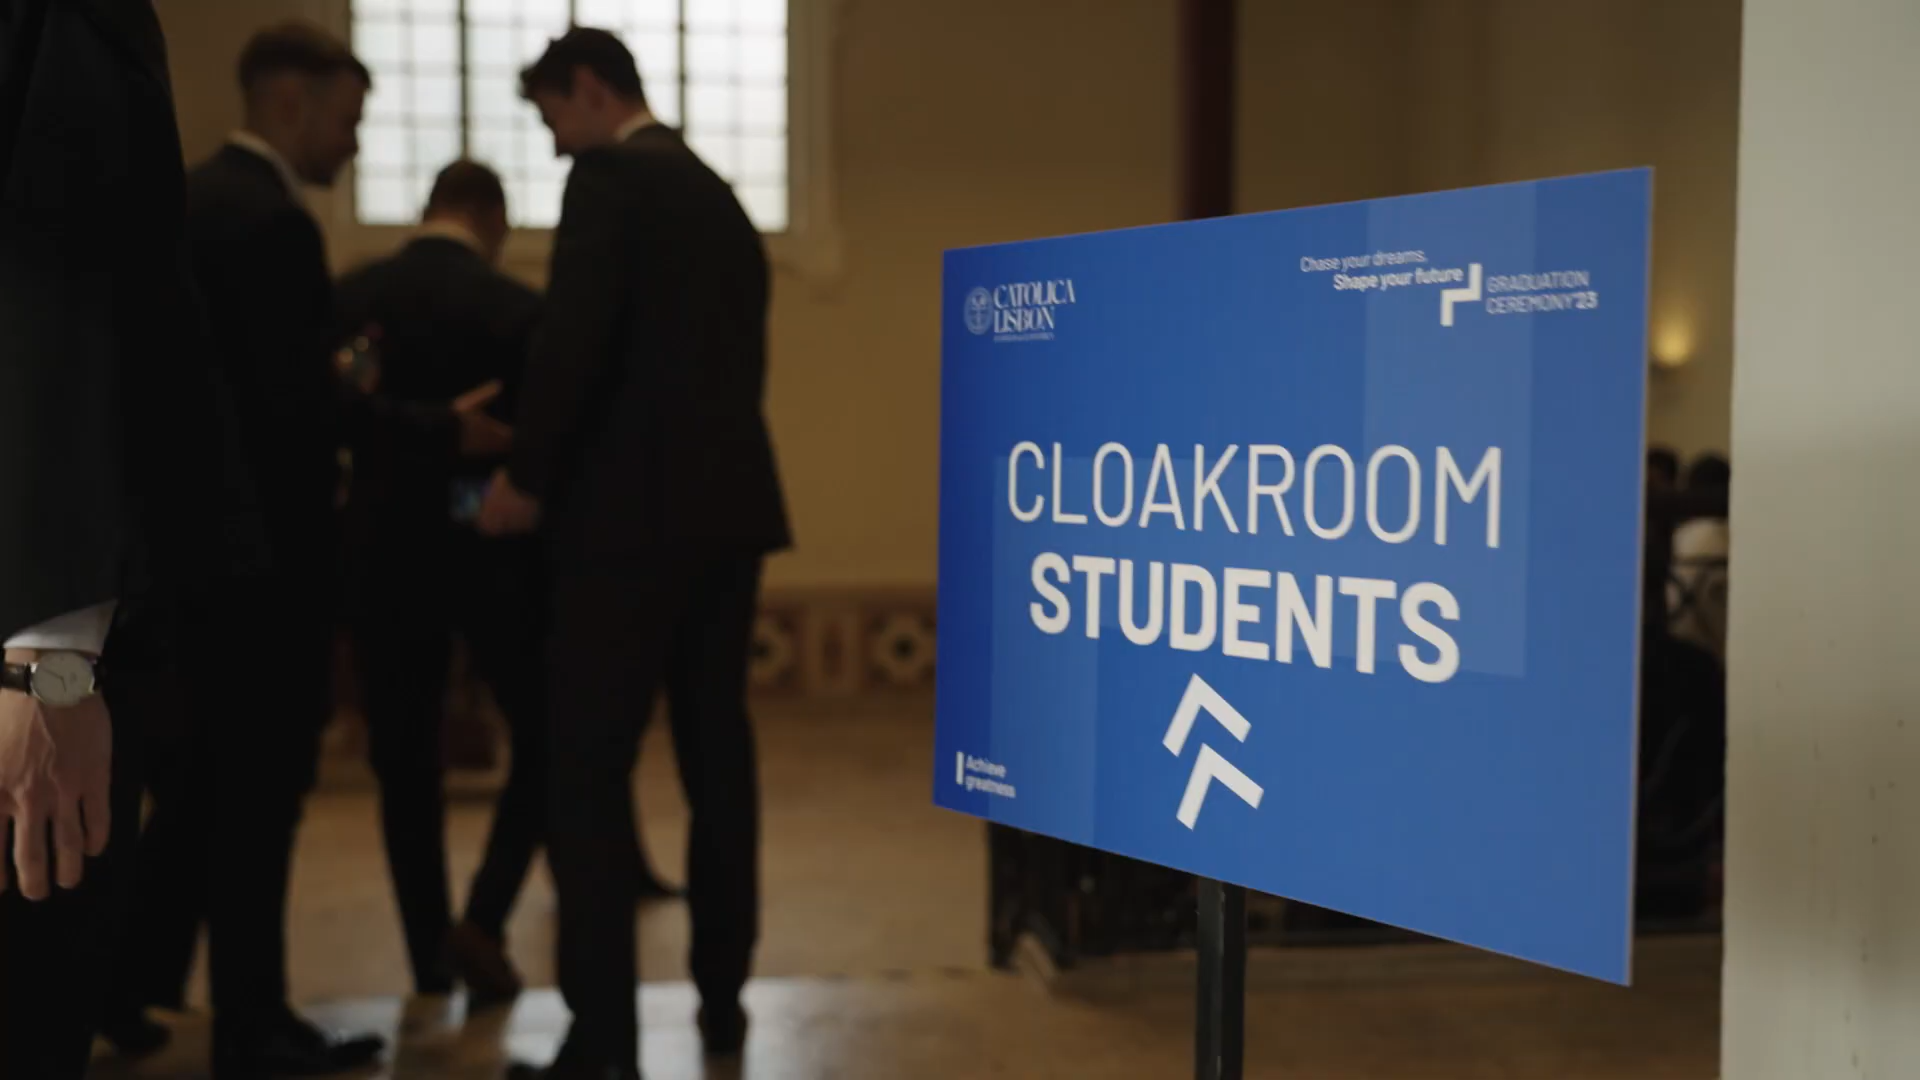 CATOLICA
LISBON
Chase your dreams.
Shape your future
GRADUATION
CEREMONY'23
CLOAKROOM
STUDENTS
Achieve
greatness